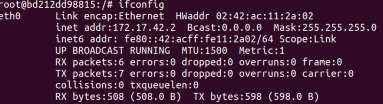 root@bd212dd98815:/# ifconfig
eth0 Link encap:Ethernet HWaddr 02:42:ac:11:2a:02
inet addr:172.17.42.2 Bcast:0.0.0.0 Mask:255.255.255.0
inet6 addr: fe80::42:acff:fe11:2a02/64 Scope:Link
UP BROADCAST RUNNING MTU:1500 Metric:1
RX packets:6 errors:0 dropped:0 overruns:0 frame:0
TX packets:7 errors:0 dropped:0 overruns:0 carrier:0
collisions:0 txqueuelen:0
RX bytes:508 (508.0 B) TX bytes:598 (598.0 B)